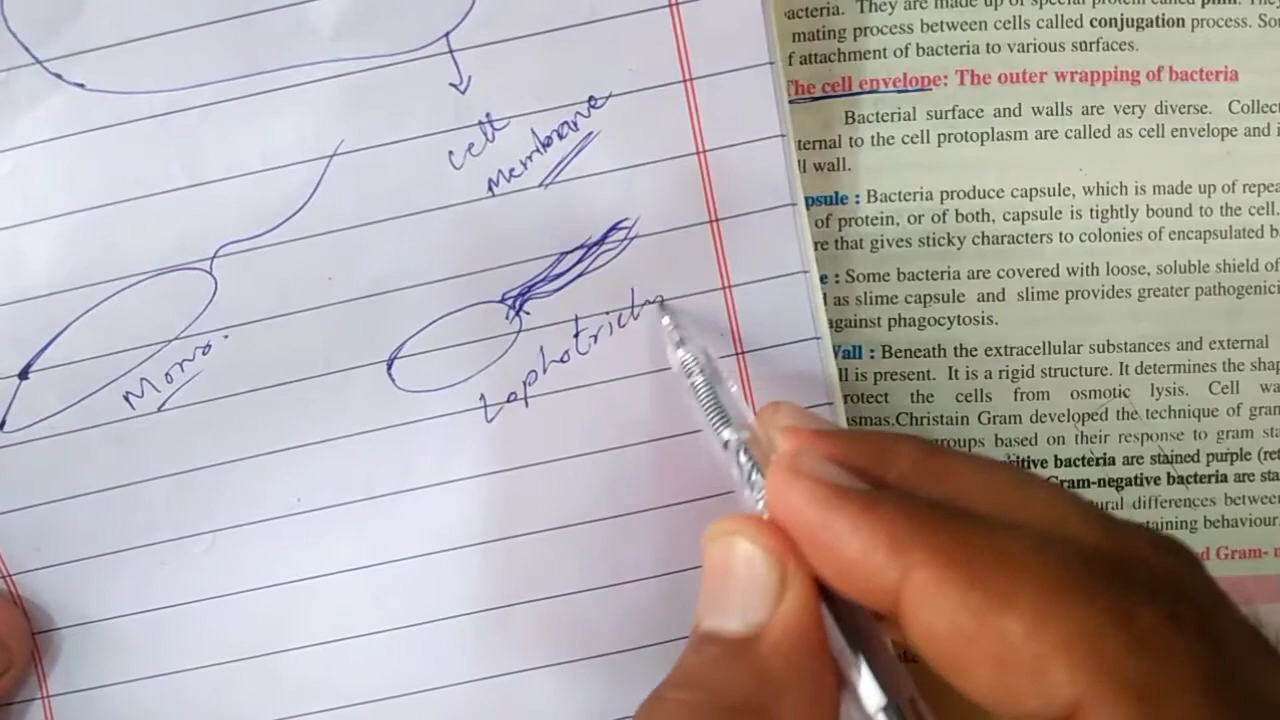 cell
membrane
Mono.
Lophotrich
acteria. They are made up of special protein called
mating process between cells called conjugation process. So
f attachment of bacteria to various surfaces.
The cell envelope: The outer wrapping of bacteria
Bacterial surface and walls are very diverse. Collec
ternal to the cell protoplasm are called as cell envelope and
ll wall.
psule : Bacteria produce capsule, which is made up of repea
of protein, or of both, capsule is tightly bound to the cell.
re that gives sticky characters to colonies of encapsulated b
e : Some bacteria are covered with loose, soluble shield of
as slime capsule and slime provides greater pathogenici
against phagocytosis.
Wall : Beneath the extracellular substances and external
ll is present. It is a rigid structure. It determines the shap
rotect the cells from osmotic lysis. Cell wa
smas.Christain Gram developed the technique of gran
groups based on their response to gram sta
sitive bacteria are stained purple (ret
Gram-negative bacteria are sta
ural differences between
taining behaviour.
d Gram-